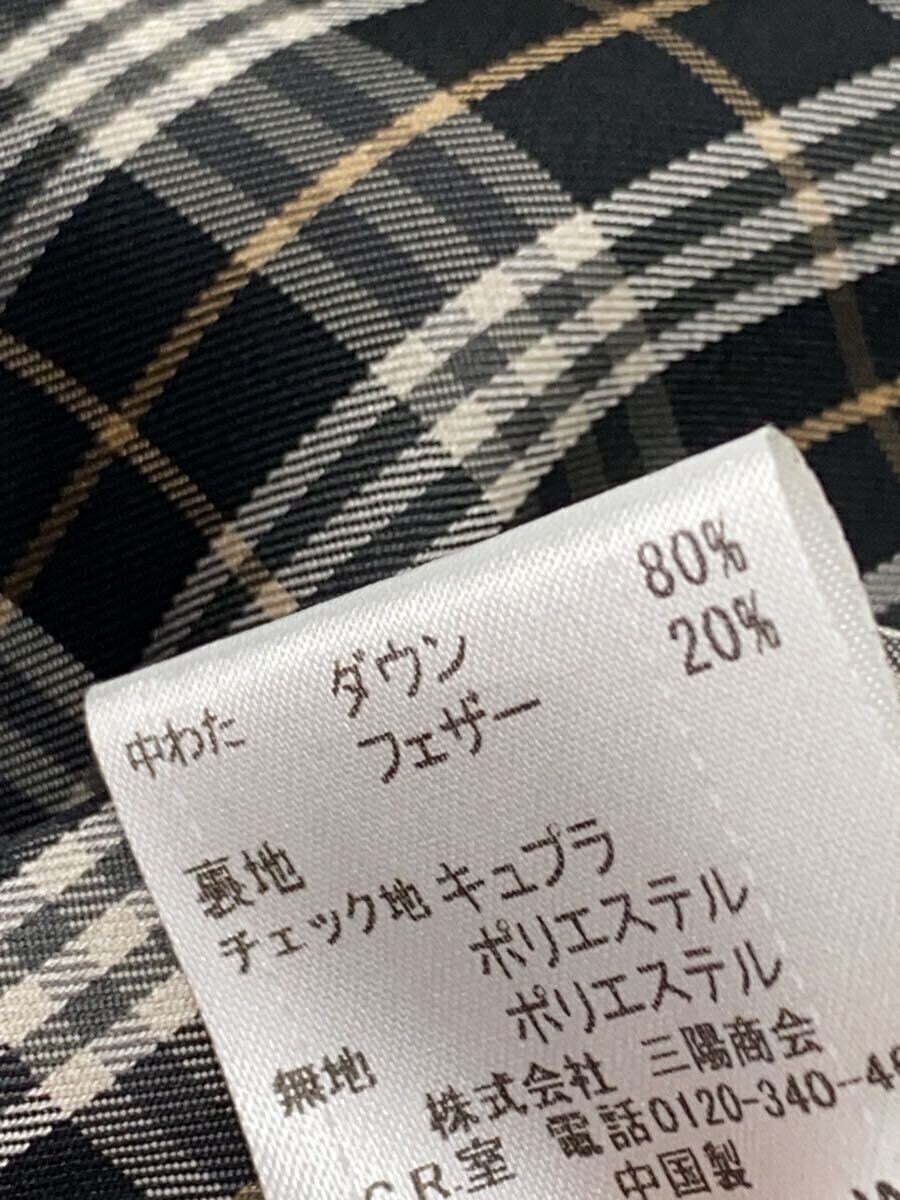 中わた ダウン 80%
フェザー 20%
裏地
チェック地 キュプラ
ポリエステル
無地 ポリエステル
株式会社 三陽商会
C.R.室 電話0120-340-4
中国製